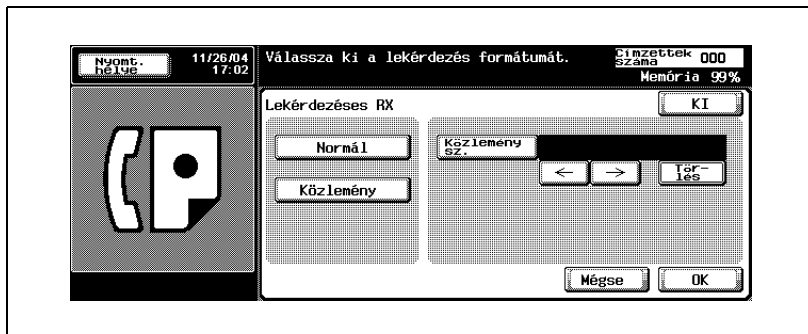 Nyomt.
helye
11/26/04
17:02
Válassza ki a lekérdezés formátumát.
Címzettek
száma
000
Memória 99%
Lekérdezéses RX
KI
Normál
Közlemény
Közlemény
sz.
←
→
Tör-
lés
Mégse
OK